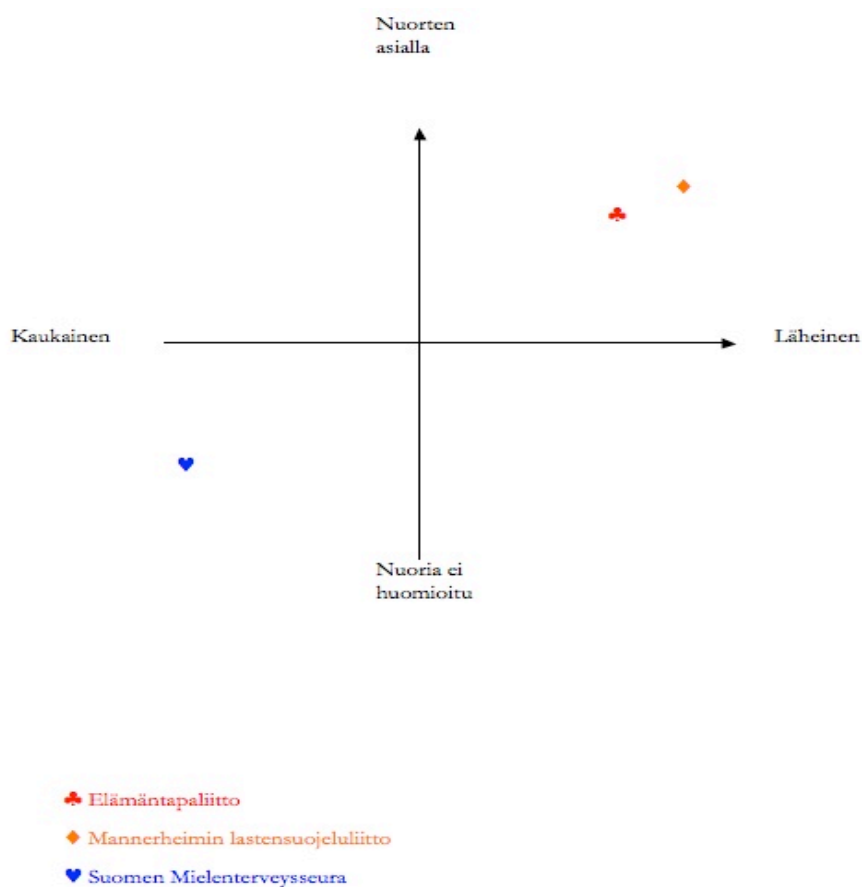 Nuorten
asialla
Kaukainen
Läheinen
Nuoria ei
huomioitu
Elämäntapaliitto
Mannerheimin lastensuojeluliitto
Suomen Mielenterveysseura